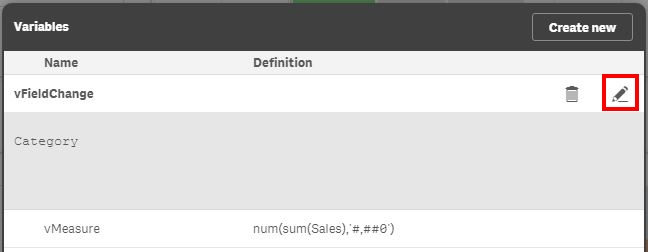 Variables Create new
Name Definition
vFieldChange
Category
vMeasure num(sum(Sales),'#,##0')